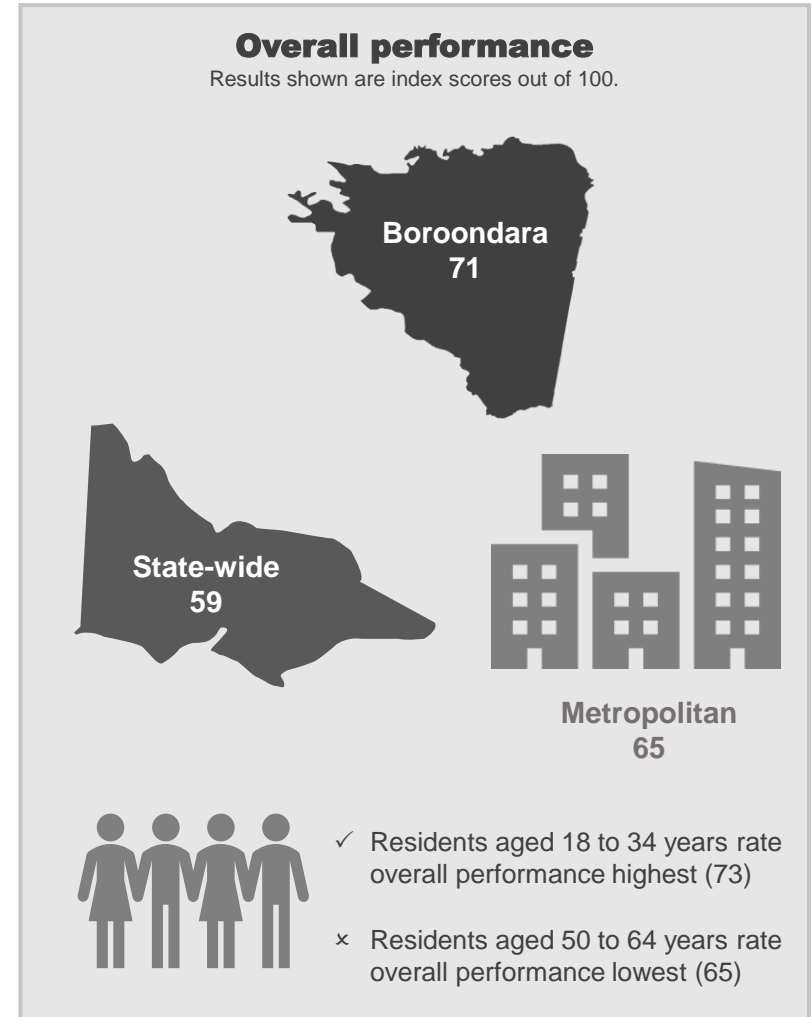 Overall performance
Results shown are index scores out of 100.
Boroondara
71
State-wide
59
Metropolitan
65
✓ Residents aged 18 to 34 years rate
overall performance highest (73)
× Residents aged 50 to 64 years rate
overall performance lowest (65)